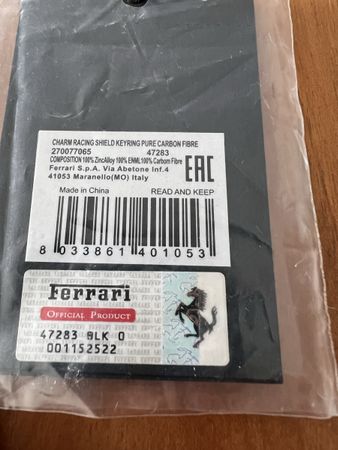 CHARM RACING SHIELD KEYRING PURE CARBON FIBRE
270077065 47283
COMPOSITION 100% ZincAlloy 100% ENML100% Carbom Fibre
Ferrari S.p.A. Via Abetone Inf.4
41053 Maranello(MO) Italy
EAC
Made in China READ AND KEEP
8 033861 401053
Ferrari
OFFICIAL PRODUCT
47283 BLK 0
001152522